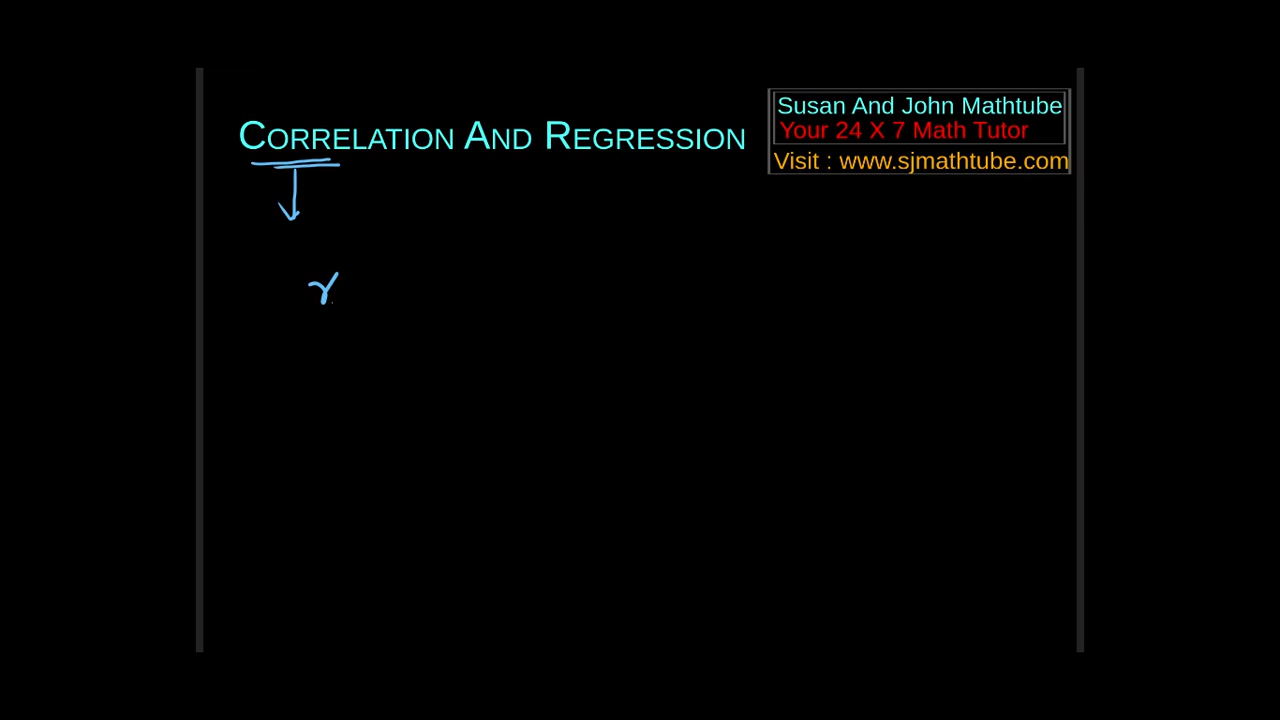 Correlation And Regression
Susan And John Mathtube
Your 24 X 7 Math Tutor
Visit : www.sjmathtube.com
r